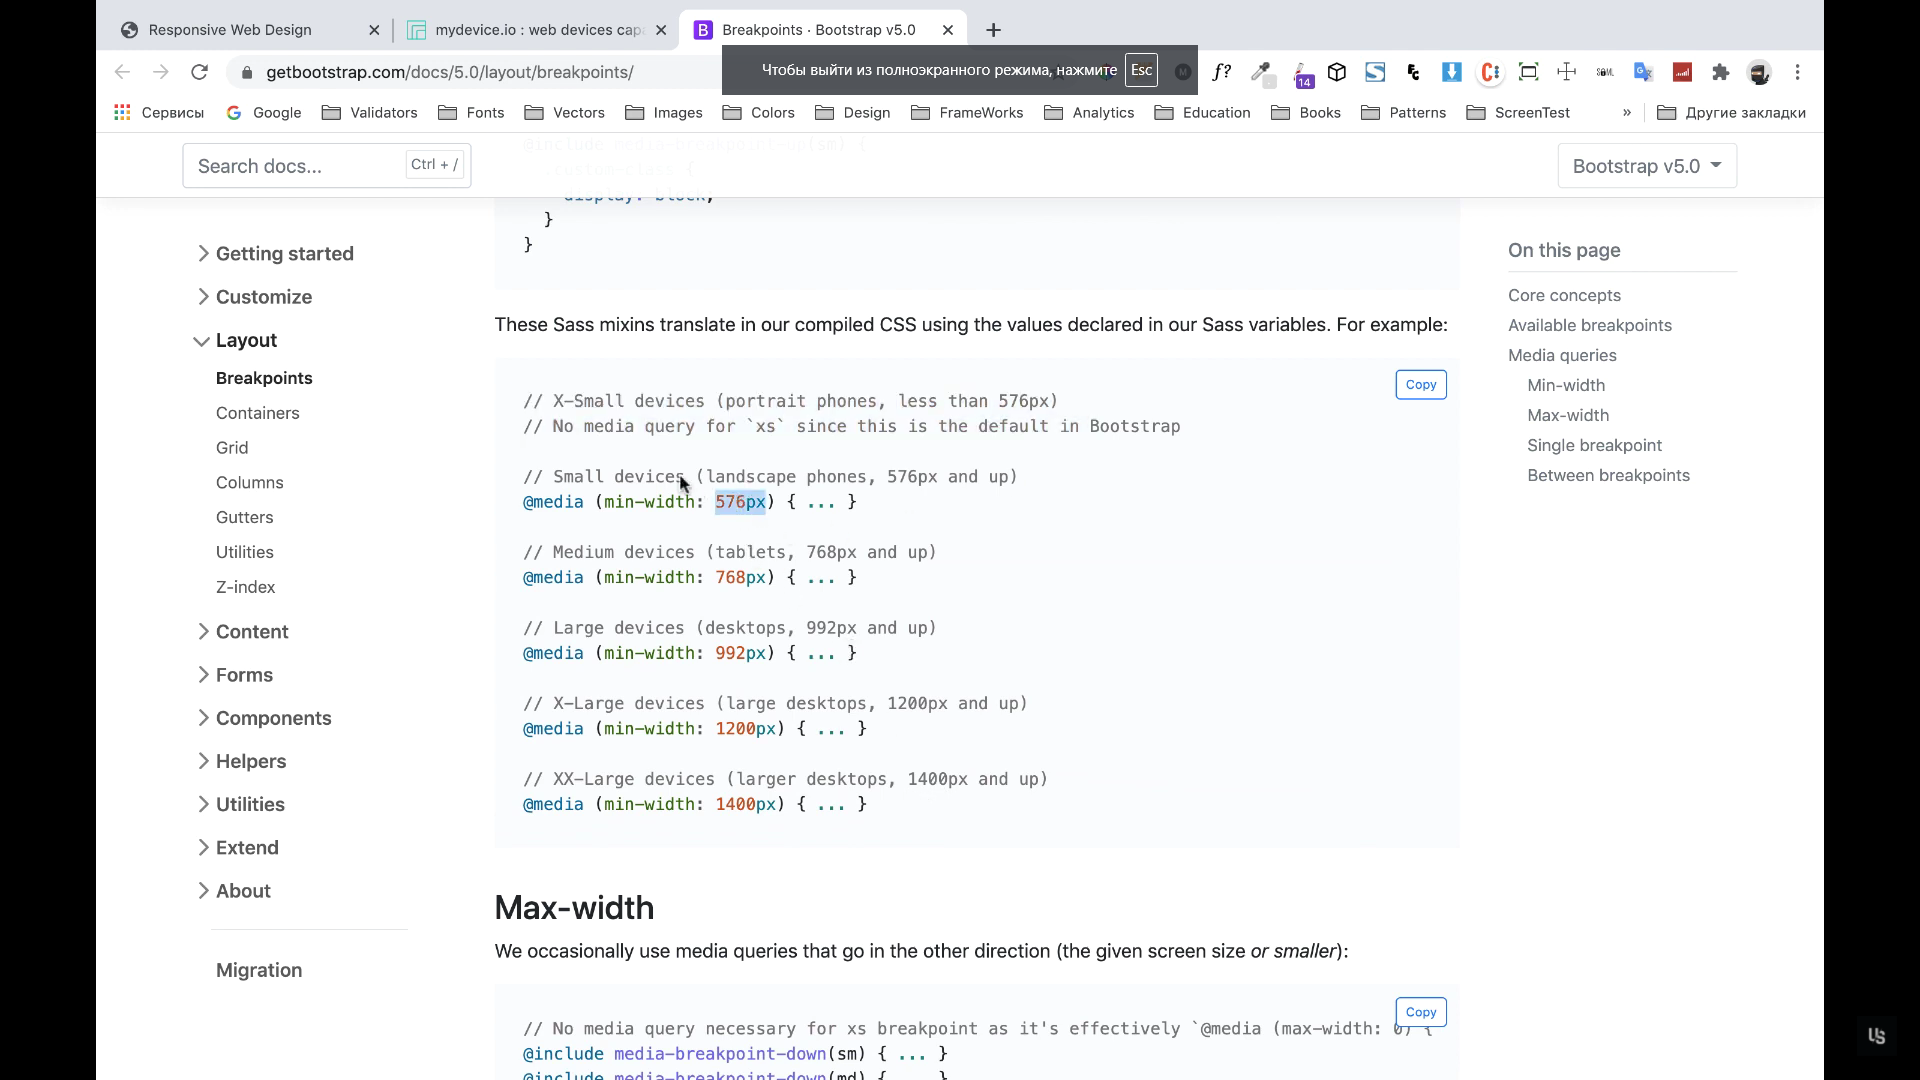 Responsive Web Design
mydevice.io : web devices cap
Breakpoints · Bootstrap v5.0
getbootstrap.com/docs/5.0/layout/breakpoints/
Чтобы выйти из полноэкранного режима, нажмите Esc
f?
14
Сервисы
Google
Validators
Fonts
Vectors
Images
Colors
Design
FrameWorks
Analytics
Education
Books
Patterns
ScreenTest
»
Другие закладки
Search docs...
Ctrl + /
Bootstrap v5.0
@include media-breakpoint-up(sm) {
.custom-class {
display: block;
}
}
Getting started
Customize
Layout
Breakpoints
Containers
Grid
Columns
Gutters
Utilities
Z-index
Content
Forms
Components
Helpers
Utilities
Extend
About
Migration
These Sass mixins translate in our compiled CSS using the values declared in our Sass variables. For example:
Copy
// X-Small devices (portrait phones, less than 576px)
// No media query for `xs` since this is the default in Bootstrap
// Small devices (landscape phones, 576px and up)
@media (min-width: 576px) { ... }
// Medium devices (tablets, 768px and up)
@media (min-width: 768px) { ... }
// Large devices (desktops, 992px and up)
@media (min-width: 992px) { ... }
// X-Large devices (large desktops, 1200px and up)
@media (min-width: 1200px) { ... }
// XX-Large devices (larger desktops, 1400px and up)
@media (min-width: 1400px) { ... }
Max-width
We occasionally use media queries that go in the other direction (the given screen size or smaller):
Copy
// No media query necessary for xs breakpoint as it's effectively `@media (max-width: 0) {
@include media-breakpoint-down(sm) { ... }
@include media-breakpoint-down(md) { ... }
On this page
Core concepts
Available breakpoints
Media queries
Min-width
Max-width
Single breakpoint
Between breakpoints